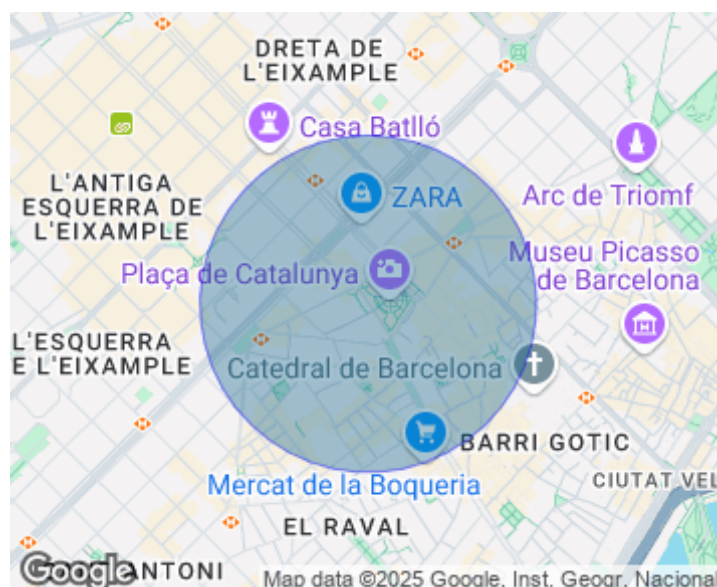 DRETA DE
L'EIXAMPLE
Casa Batlló
L'ANTIGA
ESQUERRA DE
L'EIXAMPLE
ZARA
Arc de Triomf
Plaça de Catalunya
Museu Picasso
de Barcelona
L'ESQUERRA
E L'EIXAMPLE
Catedral de Barcelona
BARRI GOTIC
Mercat de la Boqueria
CIUTAT VEL
EL RAVAL
Google
ANTONI
Map data ©2025 Google, Inst. Geogr. Nacional